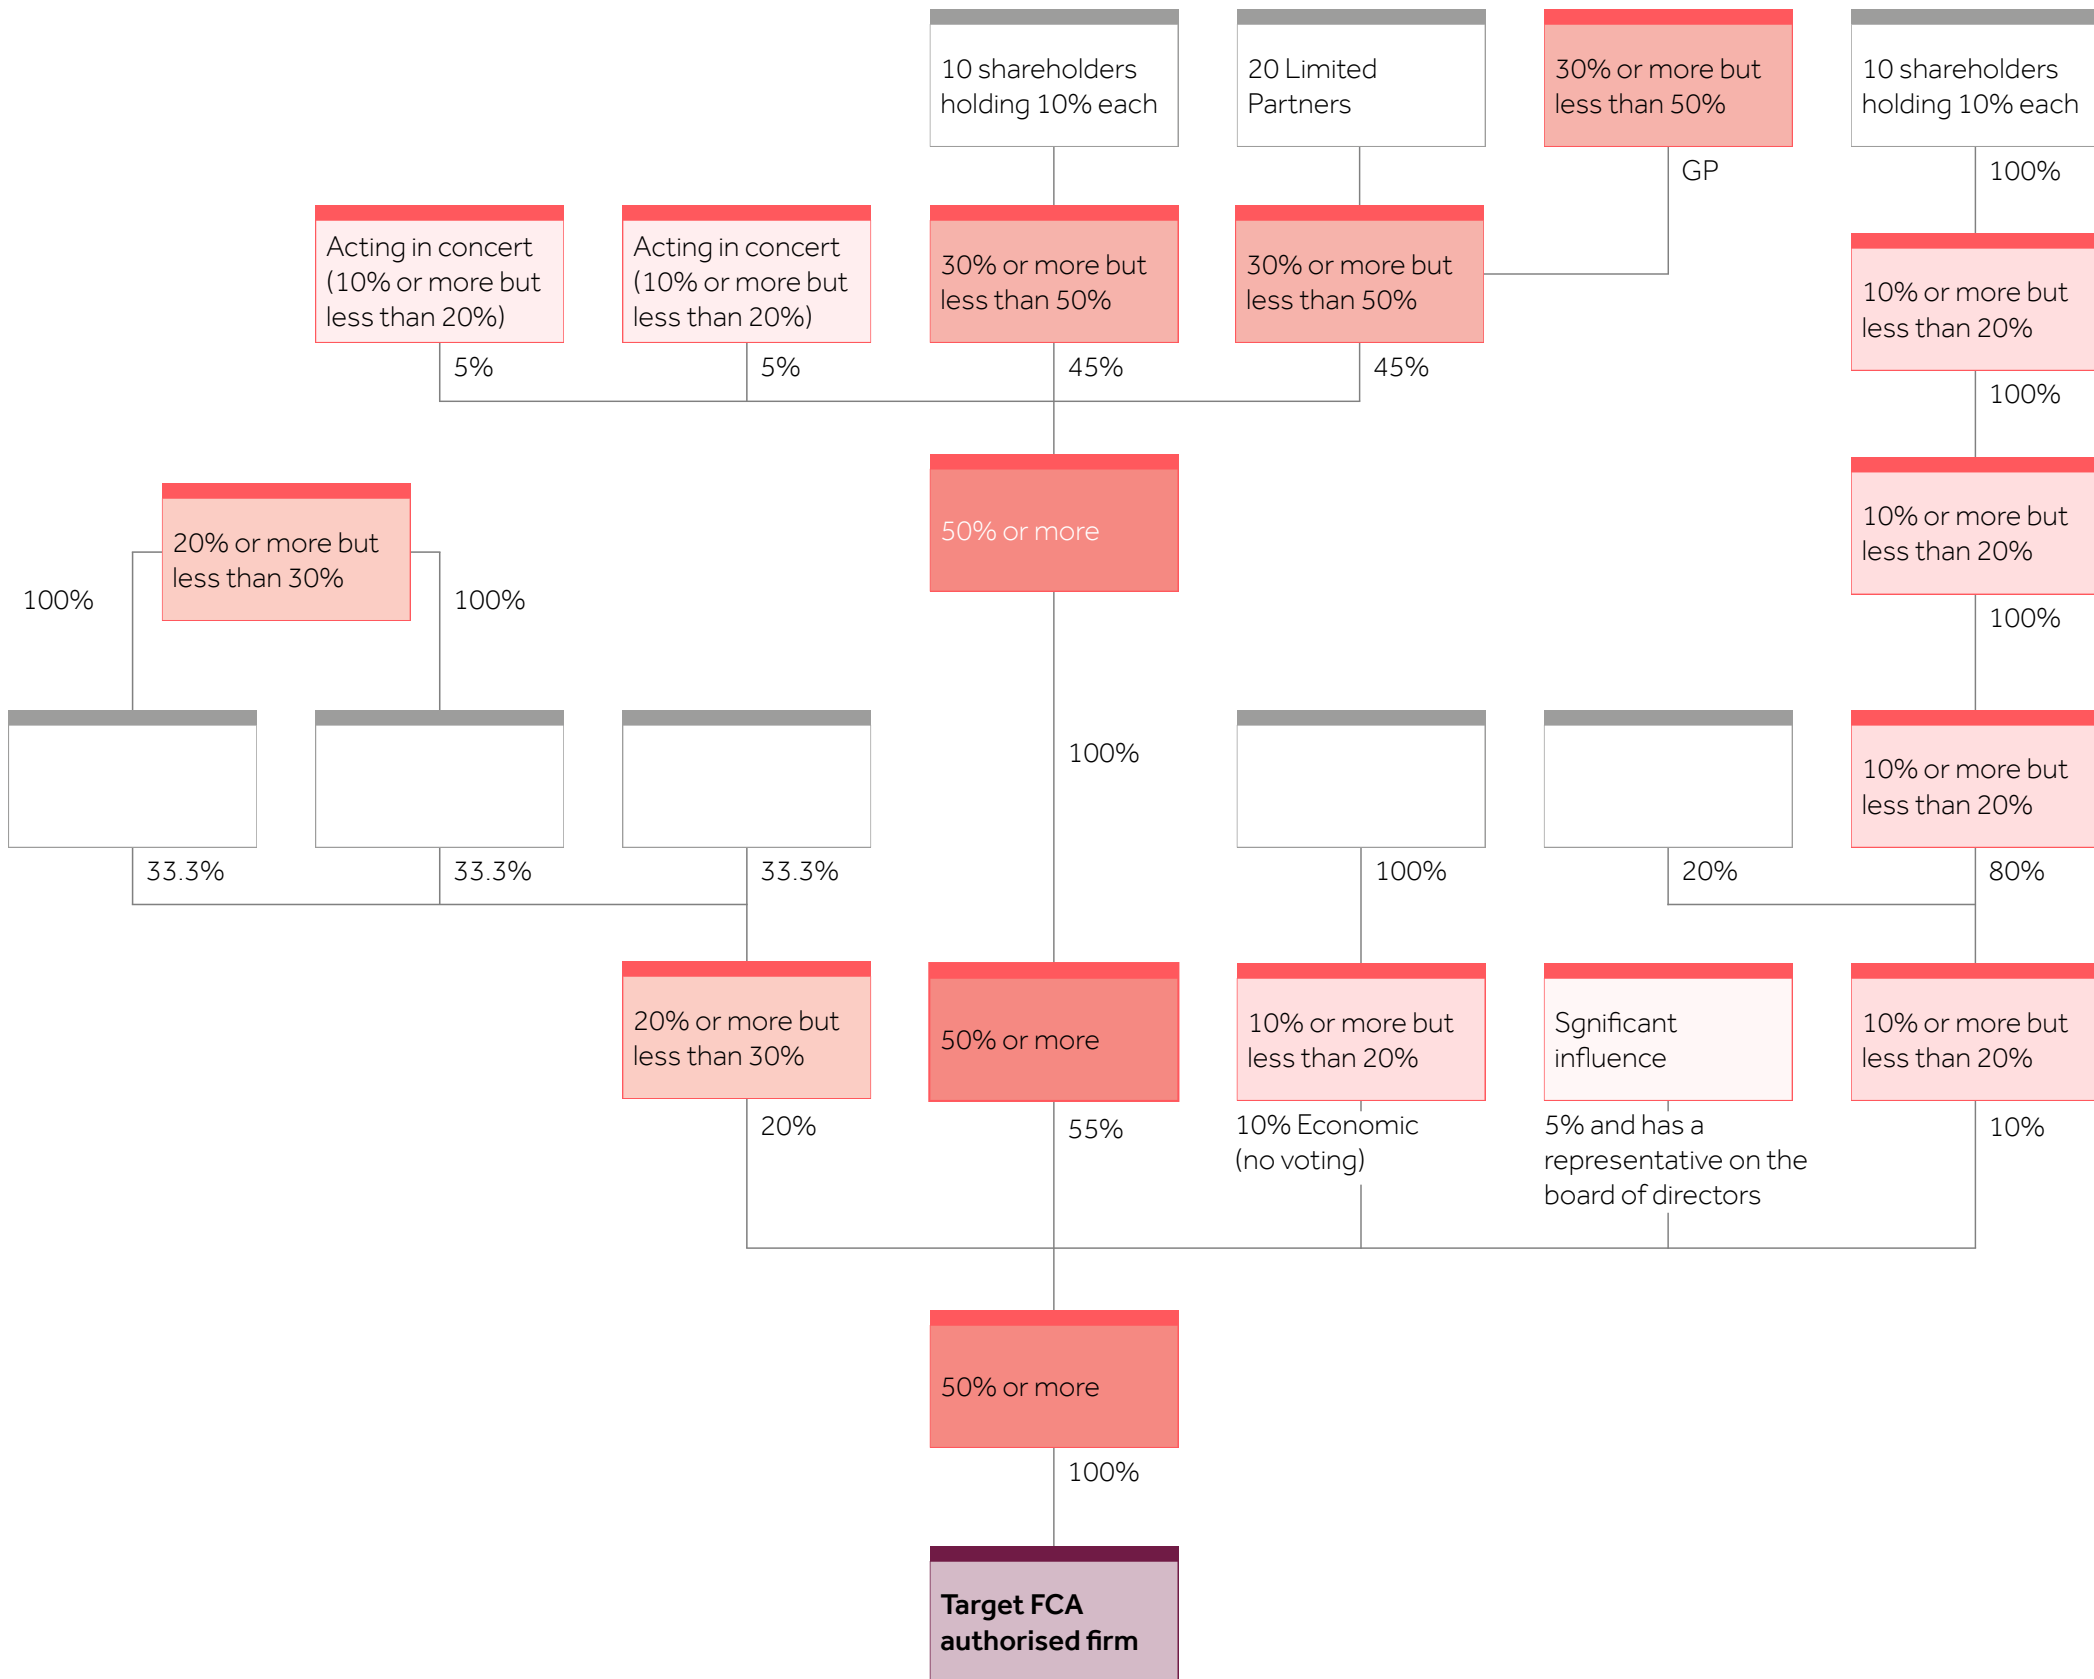 10 shareholders
holding 10% each
20 Limited
Partners
30% or more but
less than 50%
10 shareholders
holding 10% each
GP
100%
Acting in concert
(10% or more but
less than 20%)
Acting in concert
(10% or more but
less than 20%)
30% or more but
less than 50%
30% or more but
less than 50%
10% or more but
less than 20%
5%
5%
45%
45%
100%
50% or more
10% or more but
less than 20%
20% or more but
less than 30%
100%
100%
100%
100%
10% or more but
less than 20%
33.3%
33.3%
33.3%
100%
20%
80%
20% or more but
less than 30%
50% or more
10% or more but
less than 20%
Sgnificant
influence
10% or more but
less than 20%
20%
55%
10% Economic
(no voting)
5% and has a
representative on the
board of directors
10%
50% or more
100%
Target FCA
authorised firm